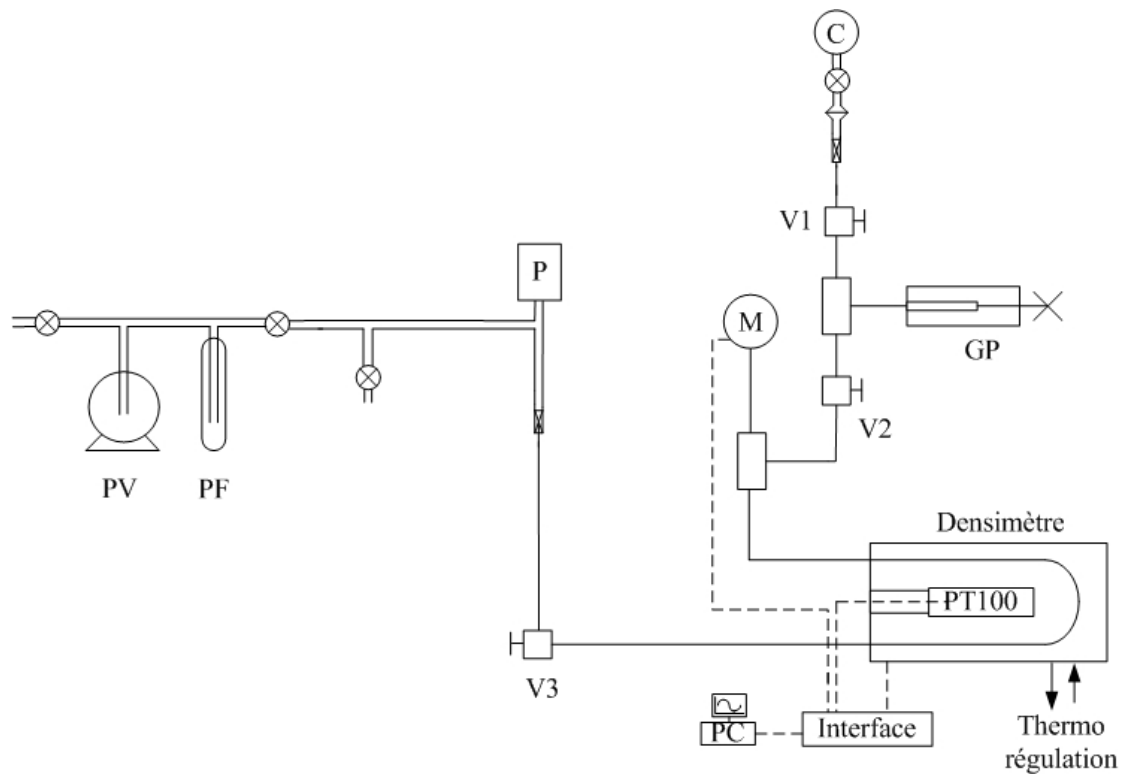 C
V1
P
M
GP
V2
PV
PF
Densimètre
PT100
V3
PC
Interface
Thermo
régulation